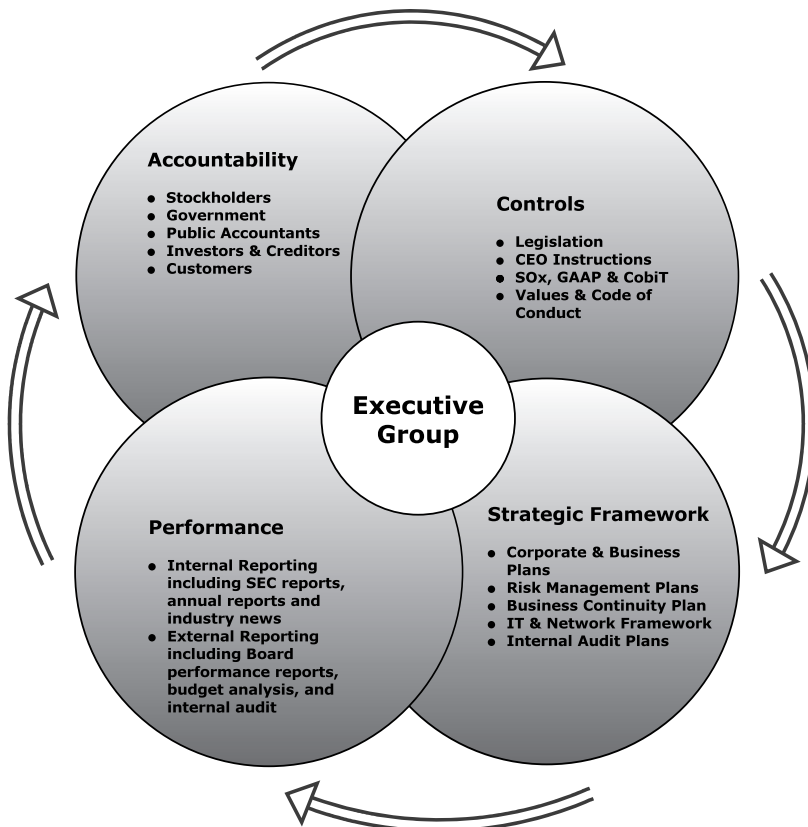 Accountability
● Stockholders
● Government
● Public Accountants
● Investors & Creditors
● Customers
Controls
● Legislation
● CEO Instructions
● SOx, GAAP & CobiT
● Values & Code of
Conduct
Executive
Group
Performance
● Internal Reporting
including SEC reports,
annual reports and
industry news
● External Reporting
including Board
performance reports,
budget analysis, and
internal audit
Strategic Framework
● Corporate & Business
Plans
● Risk Management Plans
● Business Continuity Plan
● IT & Network Framework
● Internal Audit Plans